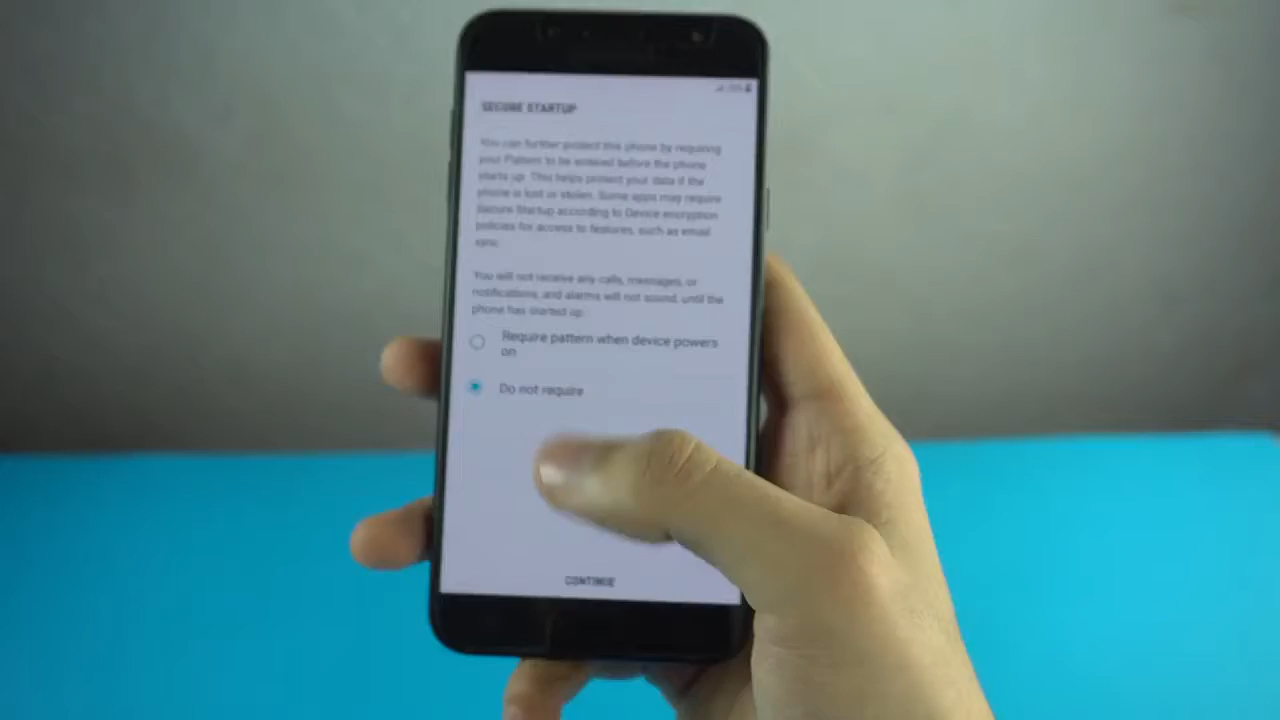 SECURE STARTUP
You can further protect this phone by requiring
your Pattern to be entered before the phone
starts up. This helps protect your data if the
phone is lost or stolen. Some apps may require
Secure Startup according to Device encryption
policies for access to features, such as email
sync.
You will not receive any calls, messages, or
notifications, and alarms will not sound, until the
phone has started up.
Require pattern when device powers
on
Do not require
CONTINUE